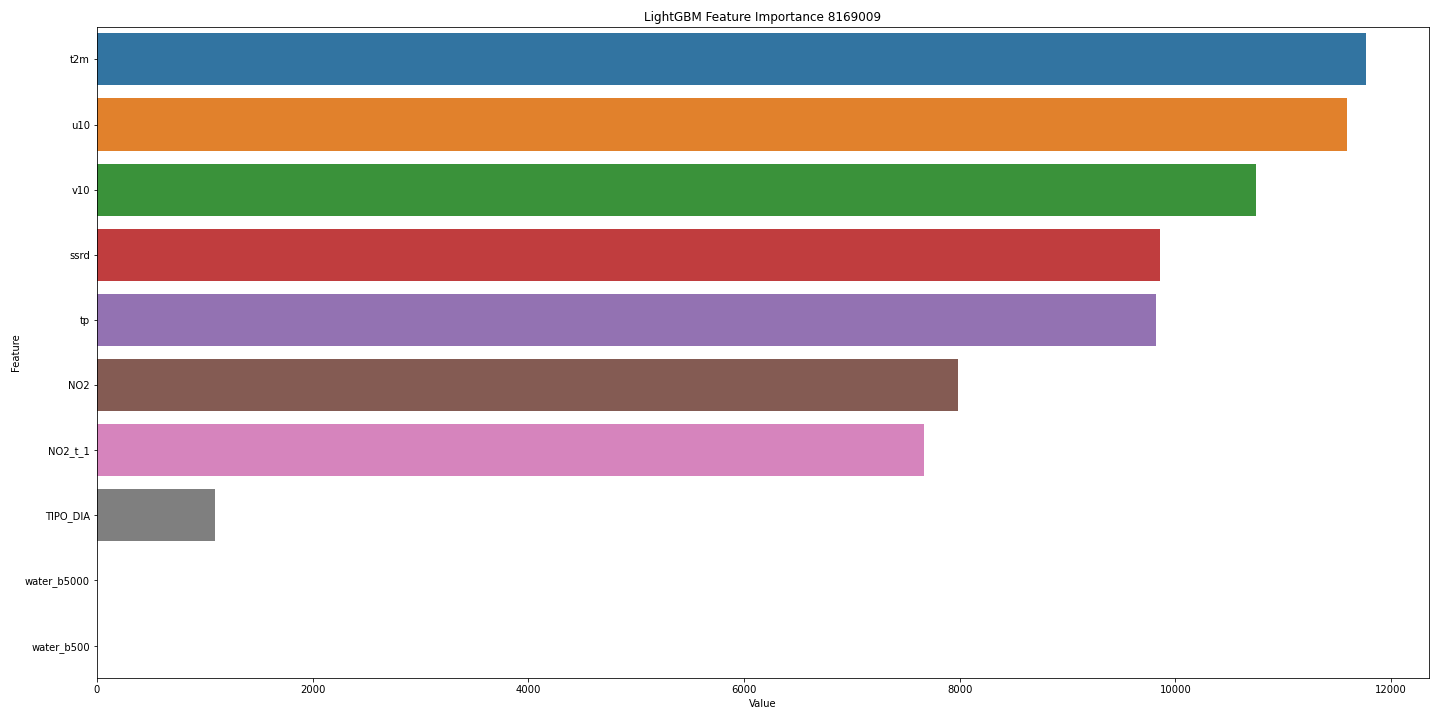 LightGBM Feature Importance 8169009
t2m
u10
v10
ssrd
tp
NO2
NO2_t_1
TIPO_DIA
water_b5000
water_b500
Feature
0 2000 4000 6000 8000 10000 12000
Value